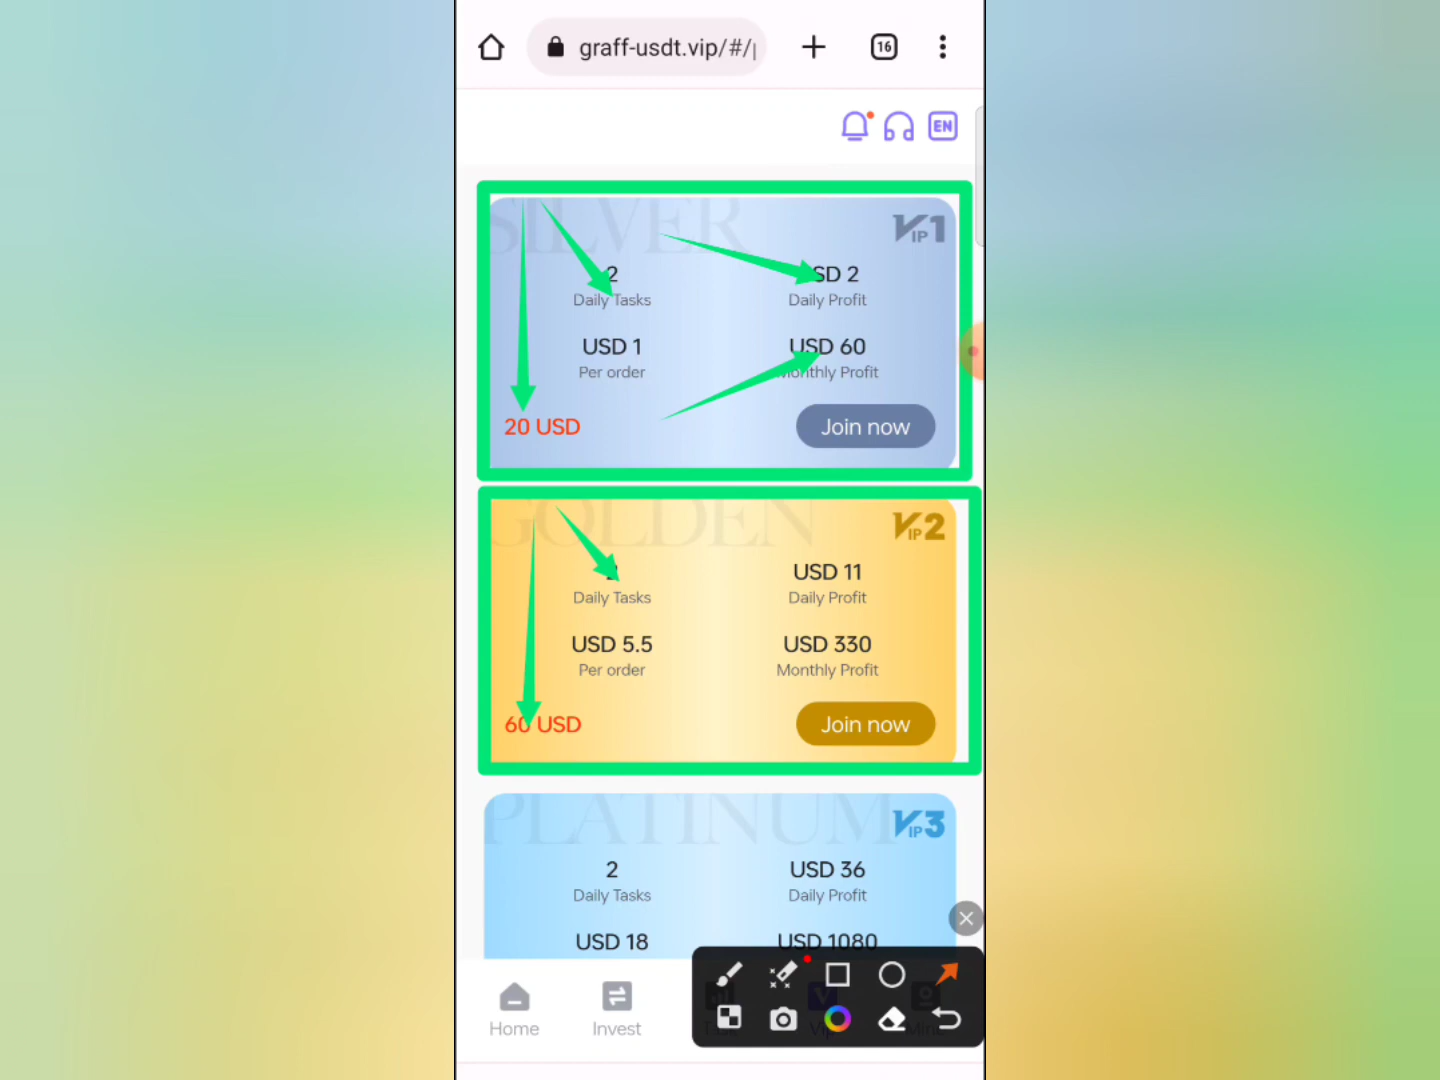 graff-usdt.vip/#/
16
EN
SILVER
VIP1
2
USD 2
Daily Tasks
Daily Profit
USD 1
USD 60
Per order
Monthly Profit
20 USD
Join now
GOLDEN
VIP2
2
USD 11
Daily Tasks
Daily Profit
USD 5.5
USD 330
Per order
Monthly Profit
60 USD
Join now
PLATINUM
VIP3
2
USD 36
Daily Tasks
Daily Profit
USD 18
USD 1080
Home
Invest